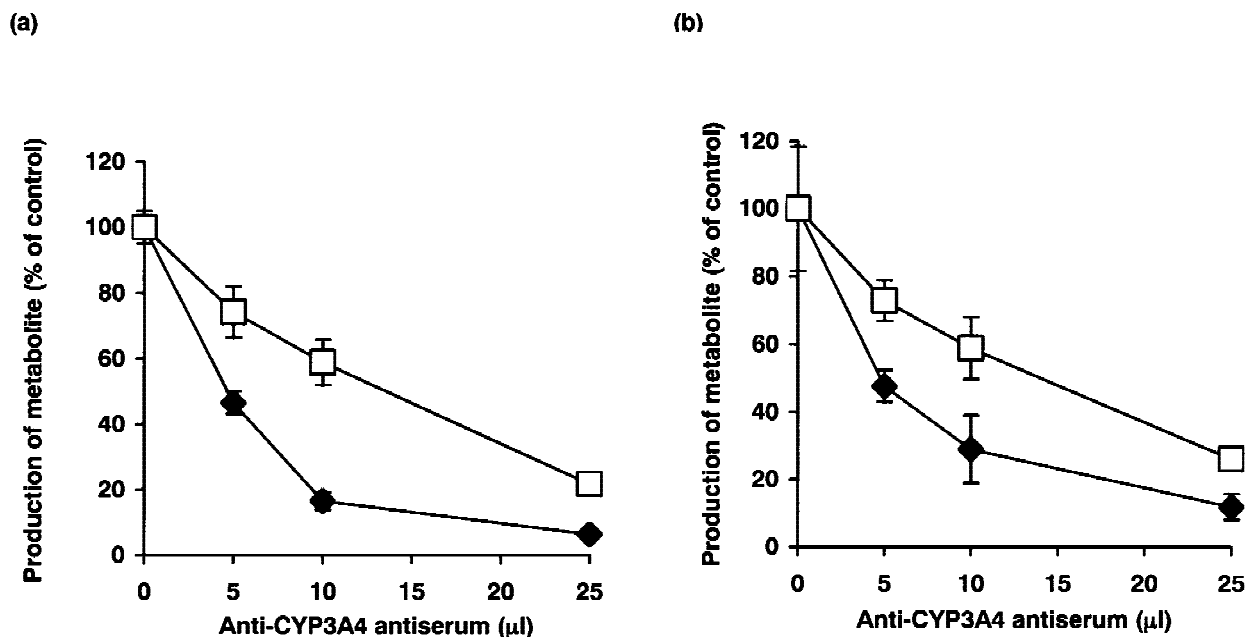 (a)
Production of metabolite (% of control)
120
100
80
60
40
20
0
0 5 10 15 20 25
Anti-CYP3A4 antiserum (μl)
(b)
Production of metabolite (% of control)
120
100
80
60
40
20
0
0 5 10 15 20 25
Anti-CYP3A4 antiserum (μl)